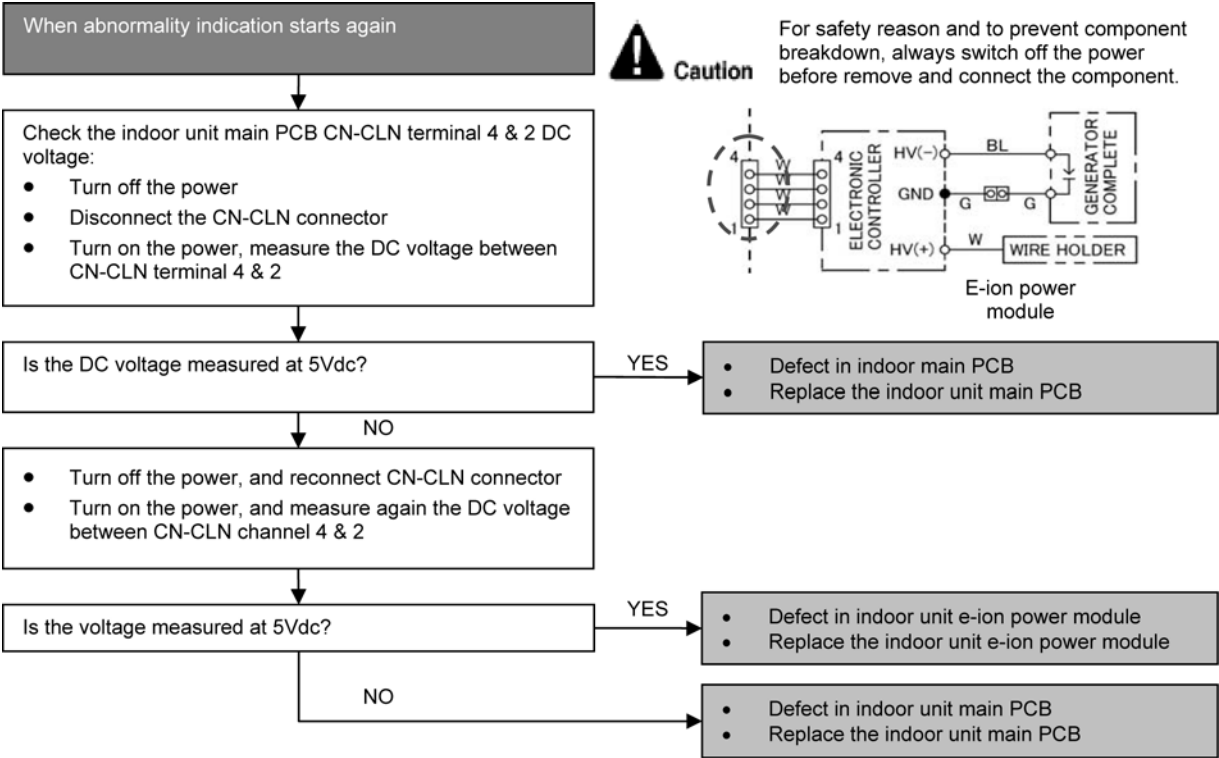 When abnormality indication starts again
Caution
For safety reason and to prevent component
breakdown, always switch off the power
before remove and connect the component.
Check the indoor unit main PCB CN-CLN terminal 4 & 2 DC
voltage:
● Turn off the power
● Disconnect the CN-CLN connector
● Turn on the power, measure the DC voltage between
CN-CLN terminal 4 & 2
4
1
W
W
W
W
4
1
ELECTRONIC
CONTROLLER
HV(−)
BL
GND
G
G
HV(+)
W
GENERATOR
COMPLETE
WIRE HOLDER
E-ion power
module
Is the DC voltage measured at 5Vdc?
YES
● Defect in indoor main PCB
● Replace the indoor unit main PCB
NO
● Turn off the power, and reconnect CN-CLN connector
● Turn on the power, and measure again the DC voltage
between CN-CLN channel 4 & 2
Is the voltage measured at 5Vdc?
YES
● Defect in indoor unit e-ion power module
● Replace the indoor unit e-ion power module
NO
● Defect in indoor unit main PCB
● Replace the indoor unit main PCB